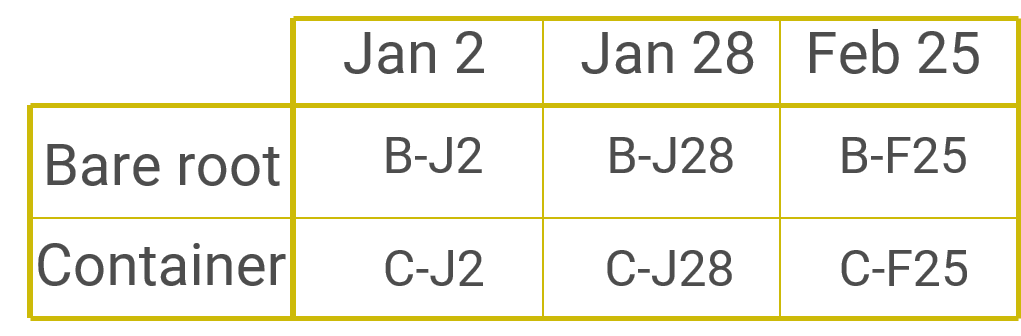 Jan 2 Jan 28 Feb 25
Bare root B-J2 B-J28 B-F25
Container C-J2 C-J28 C-F25